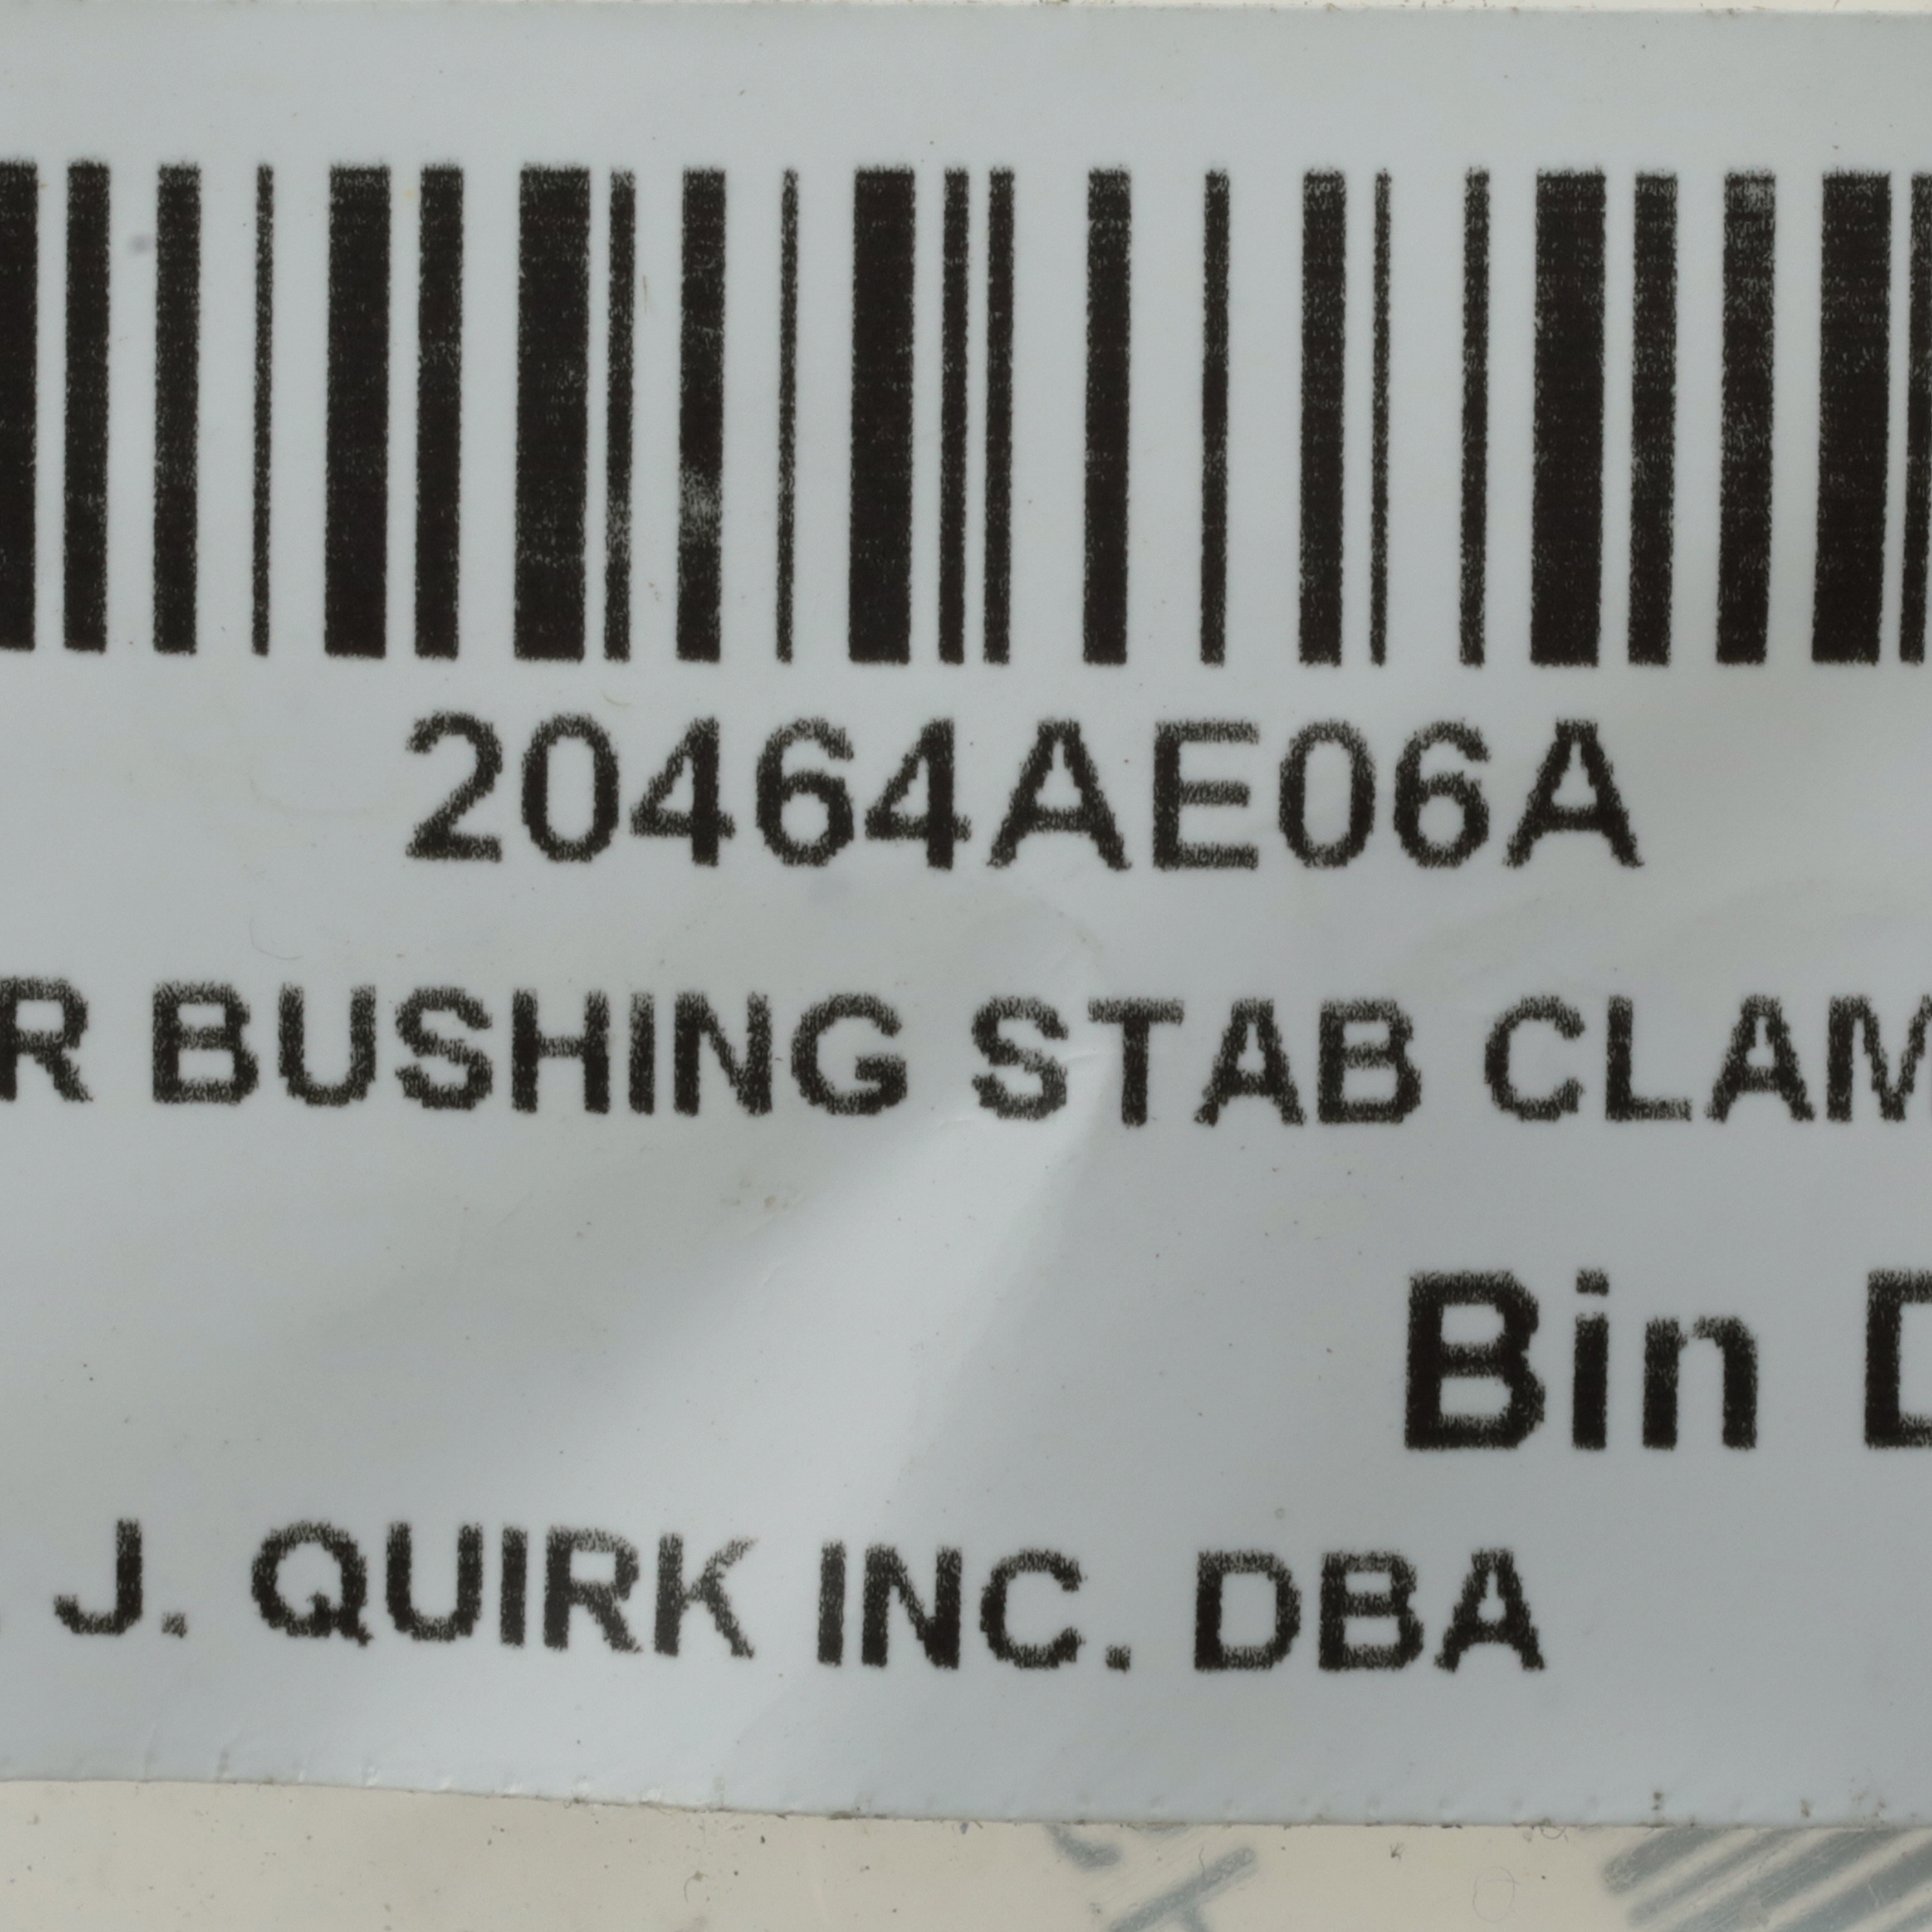 20464AE06A
R BUSHING STAB CLAM
Bin
J. QUIRK INC. DBA